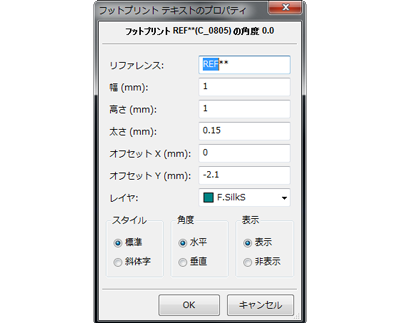 フットプリント テキストのプロパティ
フットプリント REF**(C_0805) の角度 0.0
リファレンス: REF**
幅 (mm): 1
高さ (mm): 1
太さ (mm): 0.15
オフセット X (mm): 0
オフセット Y (mm): -2.1
レイヤ: F.SilkS
スタイル 角度 表示
標準 水平 表示
斜体字 垂直 非表示
OK キャンセル